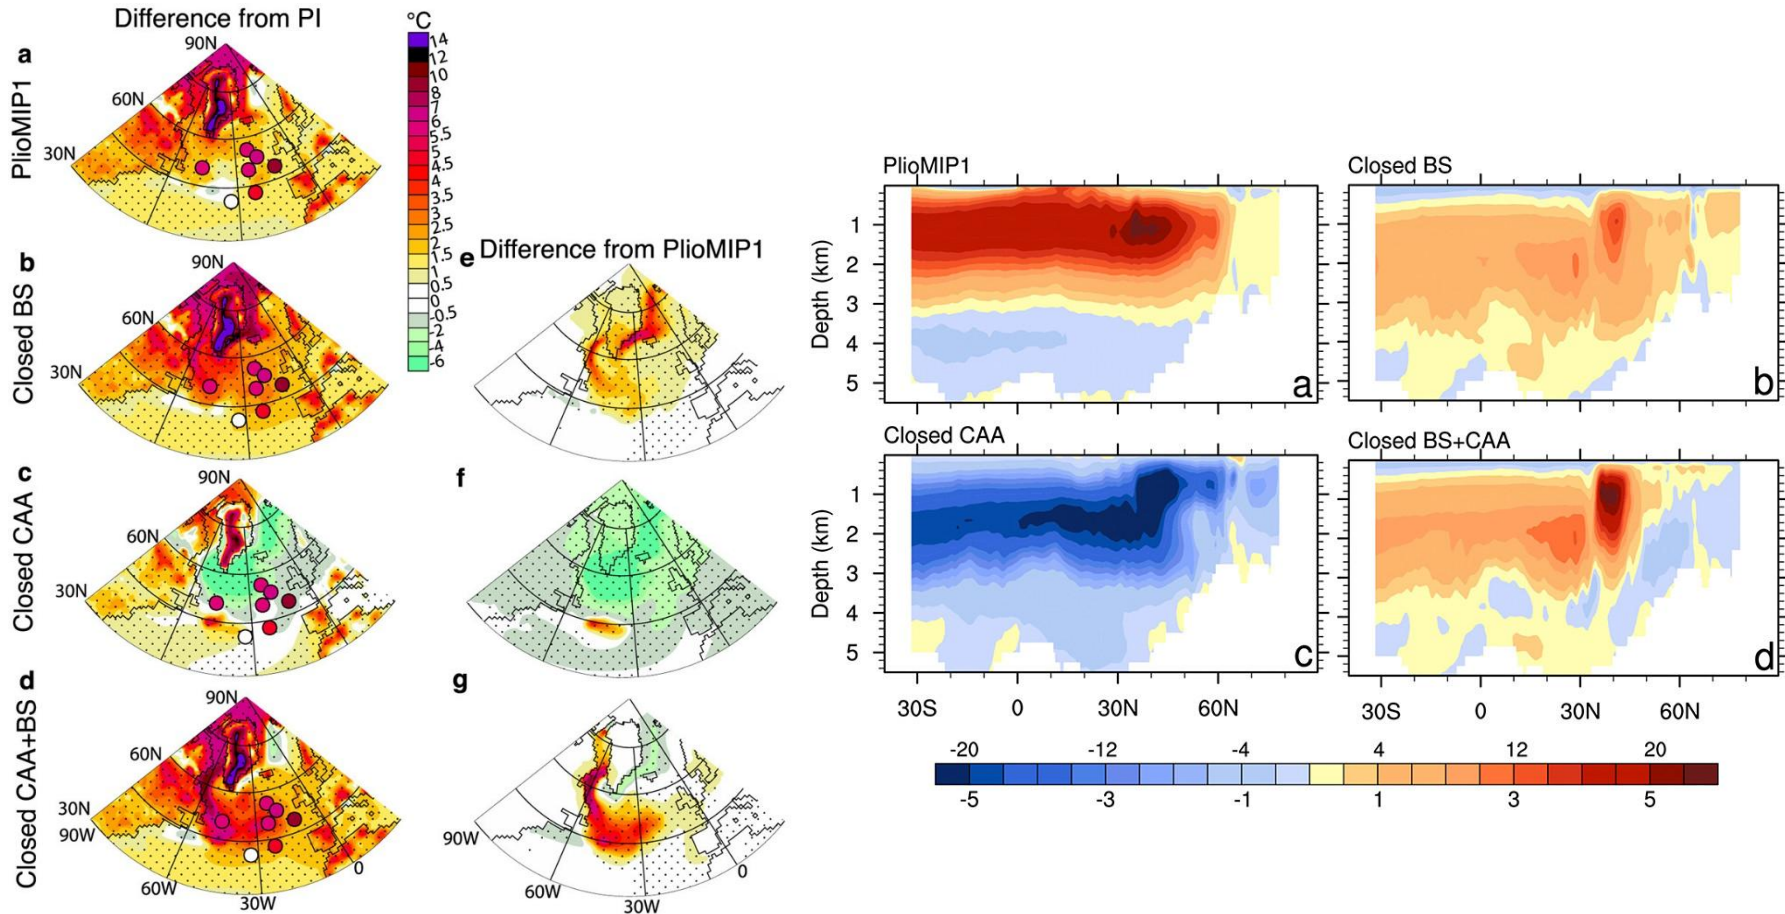 Difference from PI
°C
a
PlioMIP1
90N
60N
30N
14
12
10
8
7
6
5.5
5
4.5
4
3.5
3
2.5
2
1.5
1
0.5
0
-0.5
-2
-4
-6
b
Closed BS
90N
60N
30N
e
Difference from PlioMIP1
c
Closed CAA
90N
60N
30N
f
d
Closed CAA+BS
90N
60N
30N
90W
60W
30W
0
g
90W
60W
30W
0
PlioMIP1
Depth (km)
1
2
3
4
5
a
Closed BS
b
Closed CAA
Depth (km)
1
2
3
4
5
c
30S 0 30N 60N
Closed BS+CAA
d
30S 0 30N 60N
-20 -12 -4 4 12 20
-5 -3 -1 1 3 5